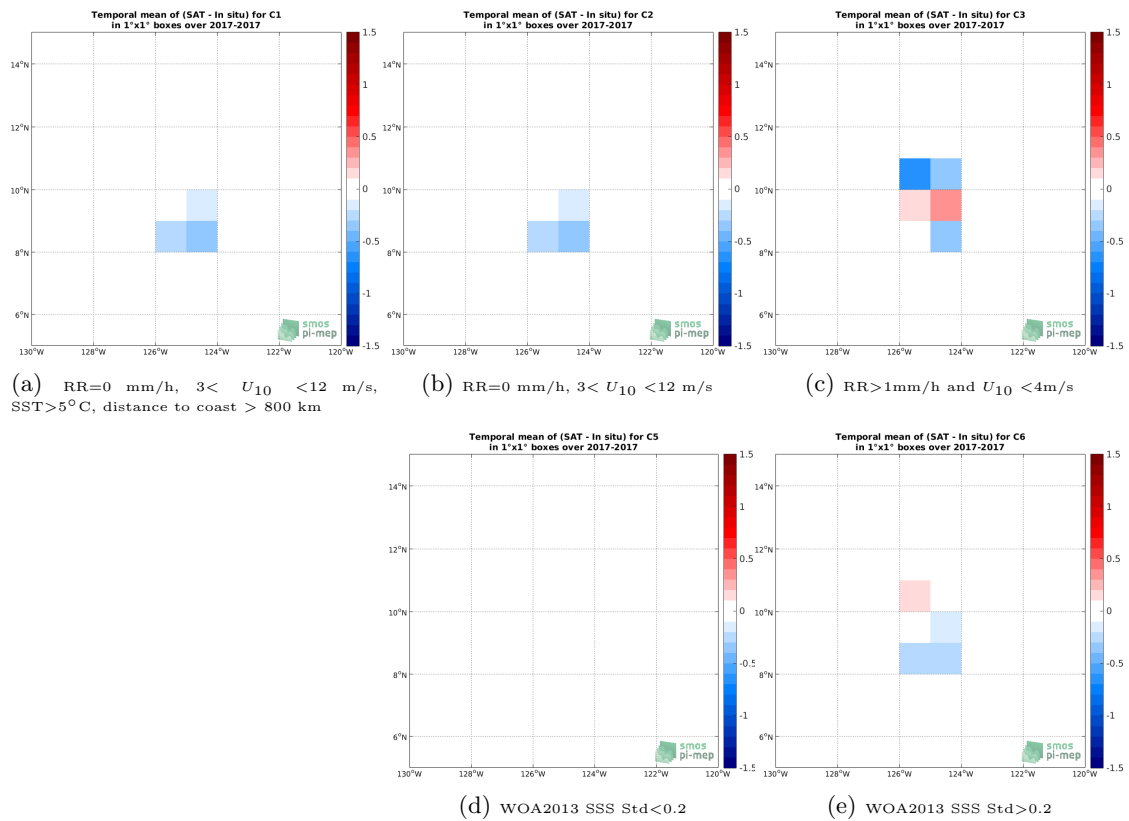 Temporal mean of (SAT - In situ) for C1
in 1°x1° boxes over 2017-2017
14°N
12°N
10°N
8°N
6°N
130°W
128°W
126°W
124°W
122°W
120°W
1.5
1
0.5
0
-0.5
-1
-1.5
smos
pi-mep
(a) RR=0 mm/h, 3< U10 <12 m/s,
SST>5°C, distance to coast > 800 km
Temporal mean of (SAT - In situ) for C2
in 1°x1° boxes over 2017-2017
14°N
12°N
10°N
8°N
6°N
130°W
128°W
126°W
124°W
122°W
120°W
1.5
1
0.5
0
-0.5
-1
-1.5
smos
pi-mep
(b) RR=0 mm/h, 3< U10 <12 m/s
Temporal mean of (SAT - In situ) for C3
in 1°x1° boxes over 2017-2017
14°N
12°N
10°N
8°N
6°N
130°W
128°W
126°W
124°W
122°W
120°W
1.5
1
0.5
0
-0.5
-1
-1.5
smos
pi-mep
(c) RR>1mm/h and U10 <4m/s
Temporal mean of (SAT - In situ) for C5
in 1°x1° boxes over 2017-2017
14°N
12°N
10°N
8°N
6°N
130°W
128°W
126°W
124°W
122°W
120°W
1.5
1
0.5
0
-0.5
-1
-1.5
smos
pi-mep
(d) WOA2013 SSS Std<0.2
Temporal mean of (SAT - In situ) for C6
in 1°x1° boxes over 2017-2017
14°N
12°N
10°N
8°N
6°N
130°W
128°W
126°W
124°W
122°W
120°W
1.5
1
0.5
0
-0.5
-1
-1.5
smos
pi-mep
(e) WOA2013 SSS Std>0.2